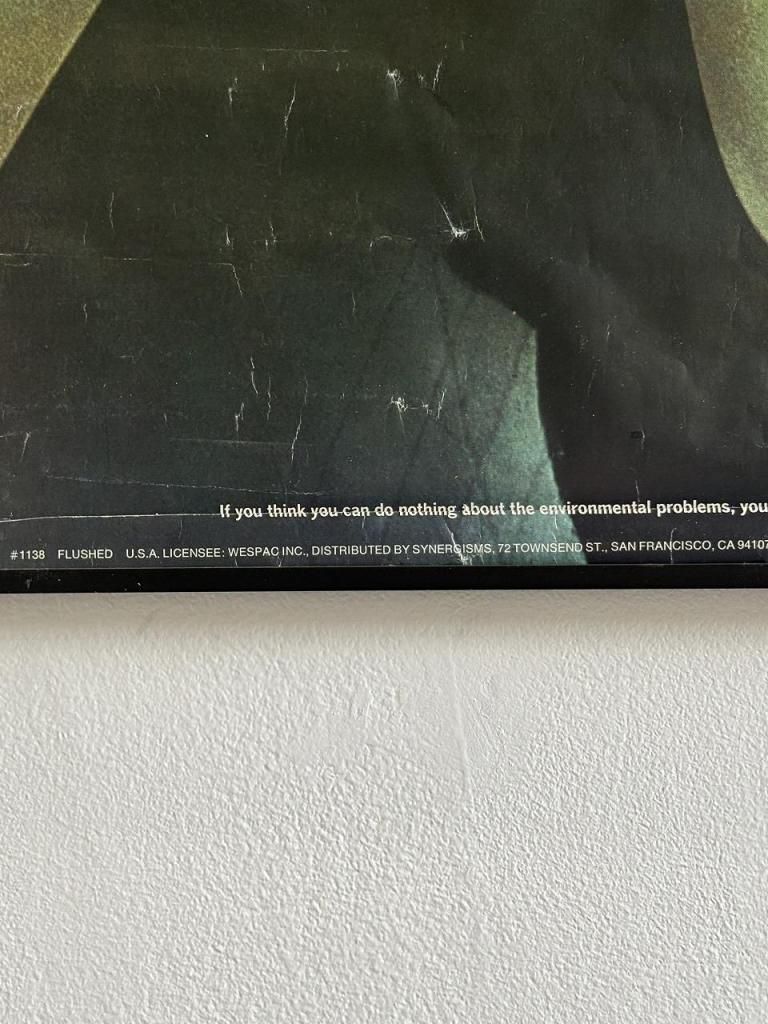 If you think you can do nothing about the environmental problems, you
#1138 FLUSHED U.S.A. LICENSEE: WESPAC INC., DISTRIBUTED BY SYNERGISMS, 72 TOWNSEND ST., SAN FRANCISCO, CA 94107